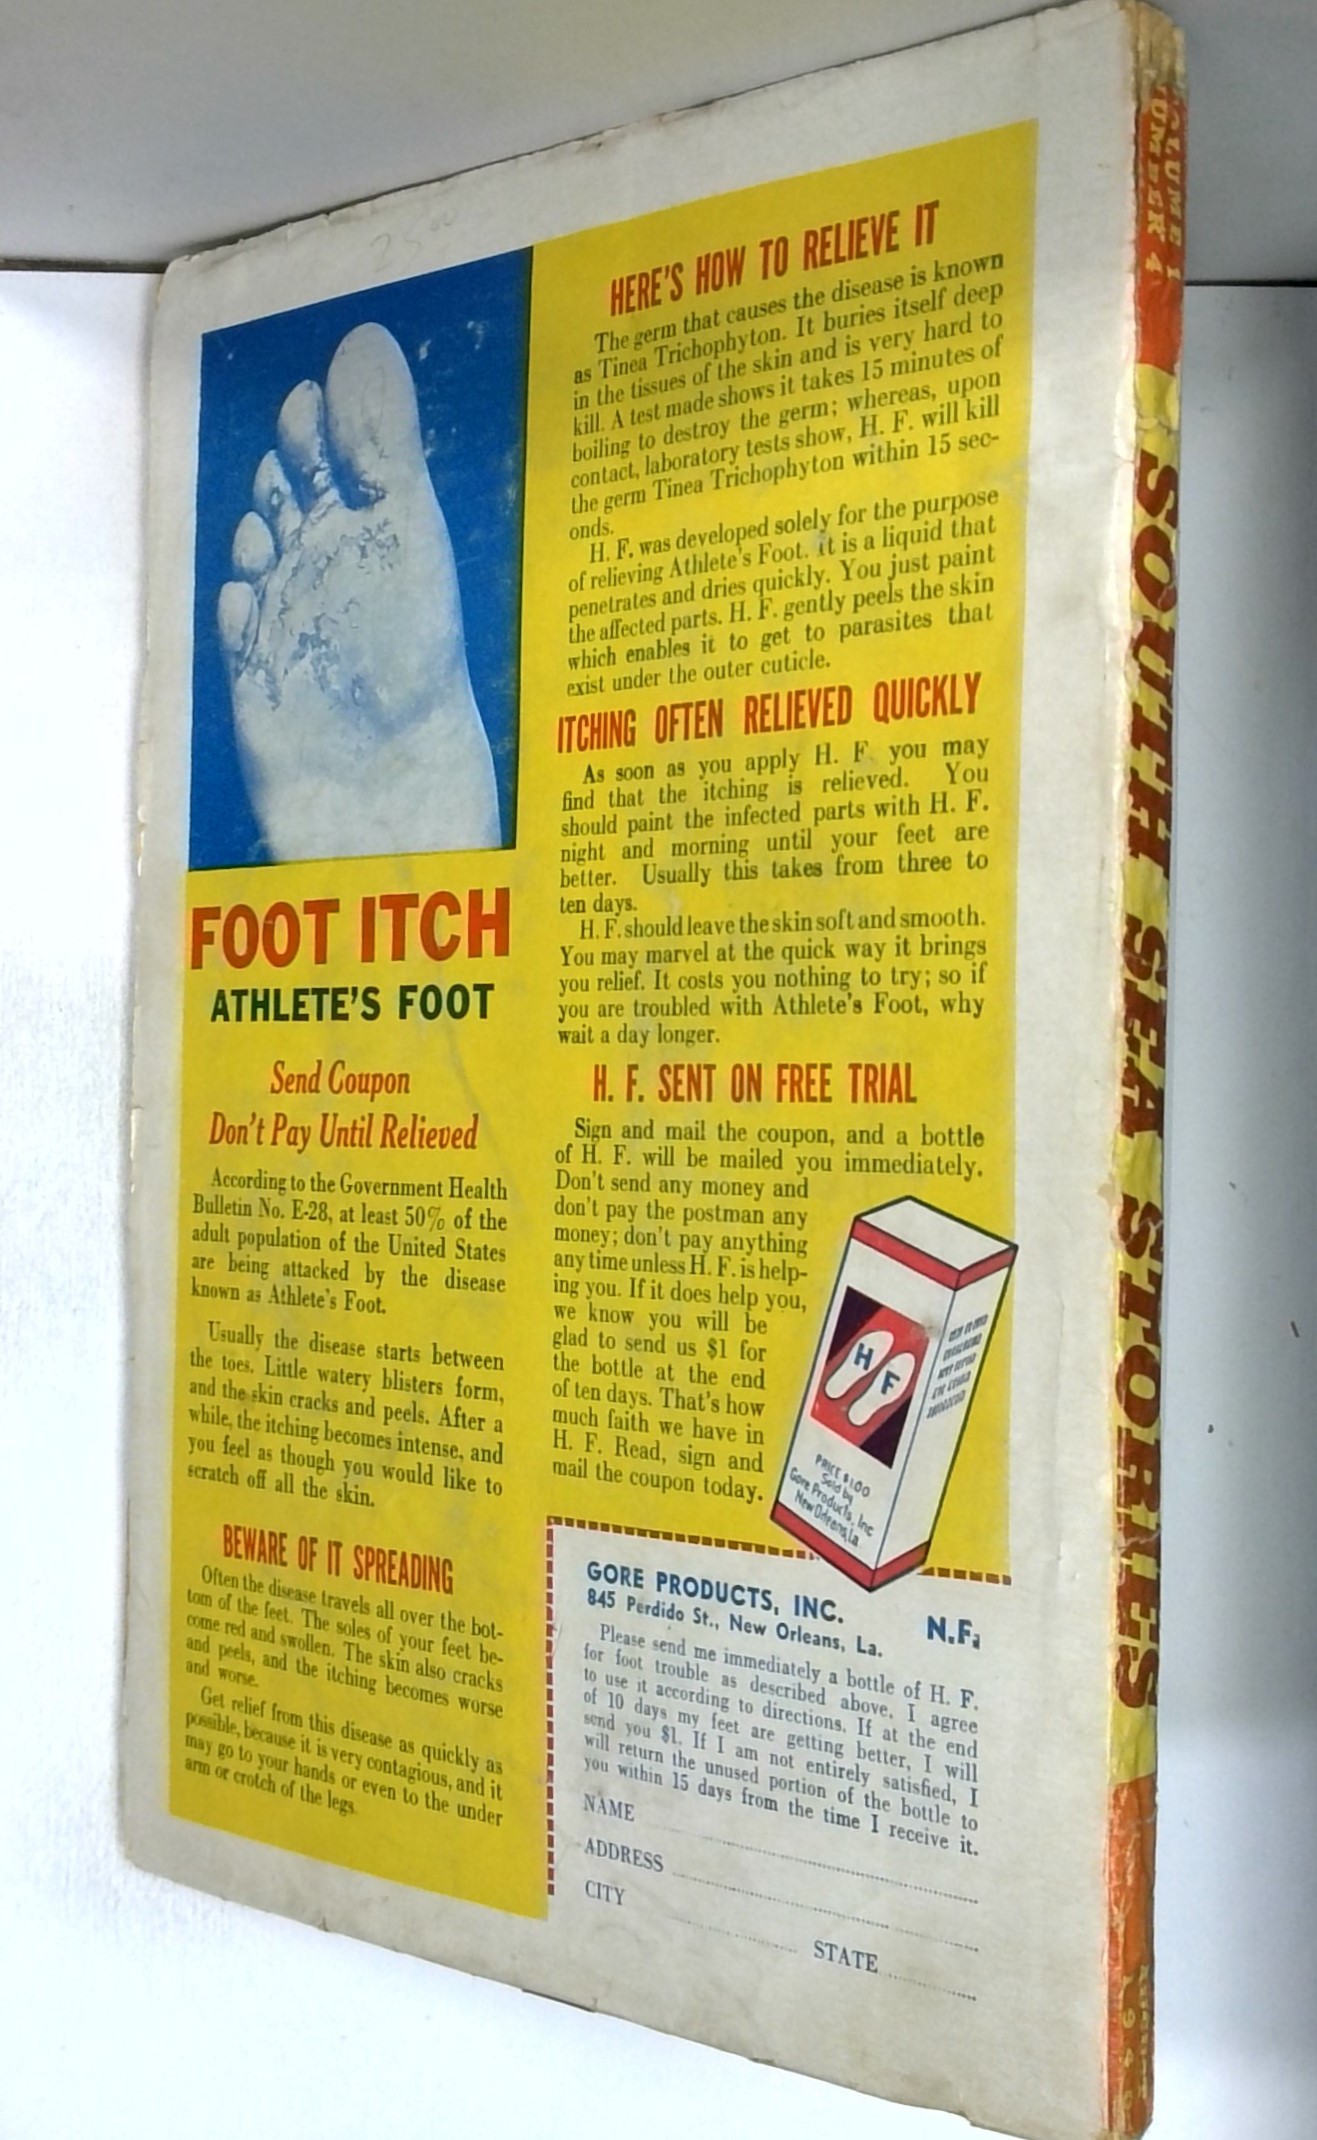 25⁰⁰
FOOT ITCH
ATHLETE'S FOOT
Send Coupon
Don't Pay Until Relieved
According to the Government Health
Bulletin No. E-28, at least 50% of the
adult population of the United States
are being attacked by the disease
known as Athlete's Foot.
Usually the disease starts between
the toes. Little watery blisters form,
and the skin cracks and peels. After a
while, the itching becomes intense, and
you feel as though you would like to
scratch off all the skin.
BEWARE OF IT SPREADING
Often the disease travels all over the bot-
tom of the feet. The soles of your feet be-
come red and swollen. The skin also cracks
and peels, and the itching becomes worse
and worse.
Get relief from this disease as quickly as
possible, because it is very contagious, and it
may go to your hands or even to the under
arm or crotch of the legs.
HERE'S HOW TO RELIEVE IT
The germ that causes the disease is known
as Tinea Trichophyton. It buries itself deep
in the tissues of the skin and is very hard to
kill. A test made shows it takes 15 minutes of
boiling to destroy the germ; whereas, upon
contact, laboratory tests show, H. F. will kill
the germ Tinea Trichophyton within 15 sec-
onds.
H. F. was developed solely for the purpose
of relieving Athlete's Foot. It is a liquid that
penetrates and dries quickly. You just paint
the affected parts. H. F. gently peels the skin
which enables it to get to parasites that
exist under the outer cuticle.
ITCHING OFTEN RELIEVED QUICKLY
As soon as you apply H. F. you may
find that the itching is relieved. You
should paint the infected parts with H. F.
night and morning until your feet are
better. Usually this takes from three to
ten days.
H. F. should leave the skin soft and smooth.
You may marvel at the quick way it brings
you relief. It costs you nothing to try; so if
you are troubled with Athlete's Foot, why
wait a day longer.
H. F. SENT ON FREE TRIAL
Sign and mail the coupon, and a bottle
of H. F. will be mailed you immediately.
Don't send any money and
don't pay the postman any
money; don't pay anything
any time unless H. F. is help-
ing you. If it does help you,
we know you will be
glad to send us $1 for
the bottle at the end
of ten days. That's how
much faith we have in
H. F. Read, sign and
mail the coupon today.
H F
PRICE $1.00
Sold by
Gore Products, Inc
New Orleans, La
GORE PRODUCTS, INC. N.F.
845 Perdido St., New Orleans, La.
Please send me immediately a bottle of H. F.
for foot trouble as described above. I agree
to use it according to directions. If at the end
of 10 days my feet are getting better, I will
send you $1. If I am not entirely satisfied, I
will return the unused portion of the bottle to
you within 15 days from the time I receive it.
NAME
ADDRESS
CITY STATE
VOLUME 1
NUMBER 4
SOUTH SEA STORIES
1940